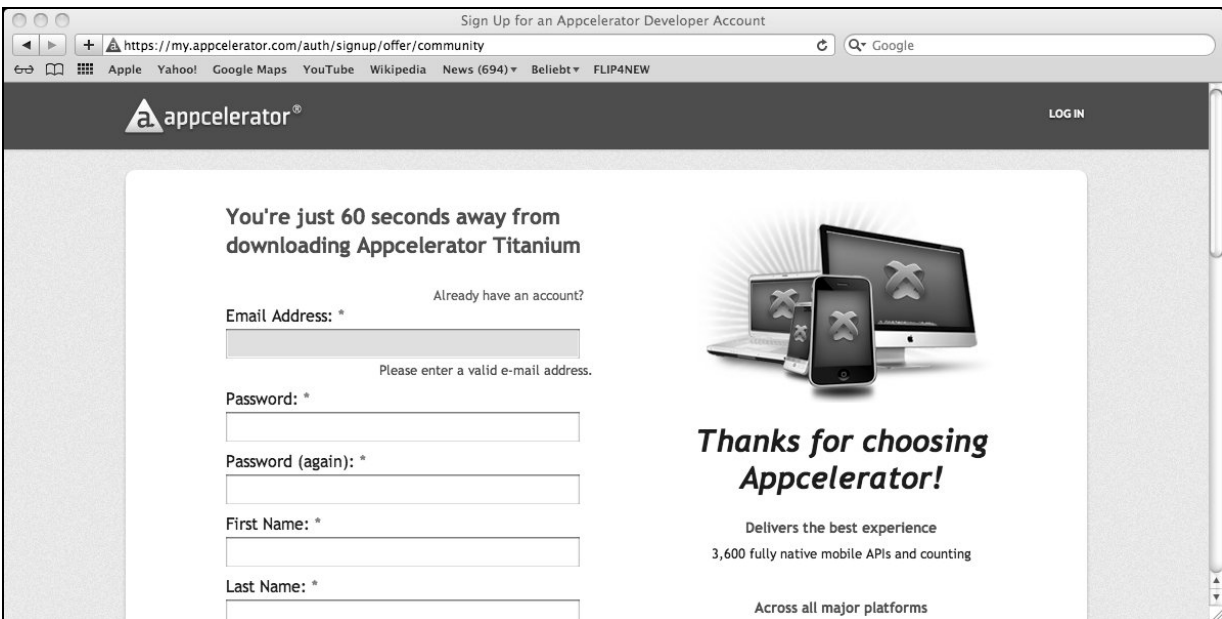 Sign Up for an Appcelerator Developer Account
https://my.appcelerator.com/auth/signup/offer/community
Google
Apple Yahoo! Google Maps YouTube Wikipedia News (694) Beliebt FLIP4NEW
appcelerator®
LOG IN
You're just 60 seconds away from
downloading Appcelerator Titanium
Already have an account?
Email Address: *
Please enter a valid e-mail address.
Password: *
Password (again): *
First Name: *
Last Name: *
Thanks for choosing
Appcelerator!
Delivers the best experience
3,600 fully native mobile APIs and counting
Across all major platforms